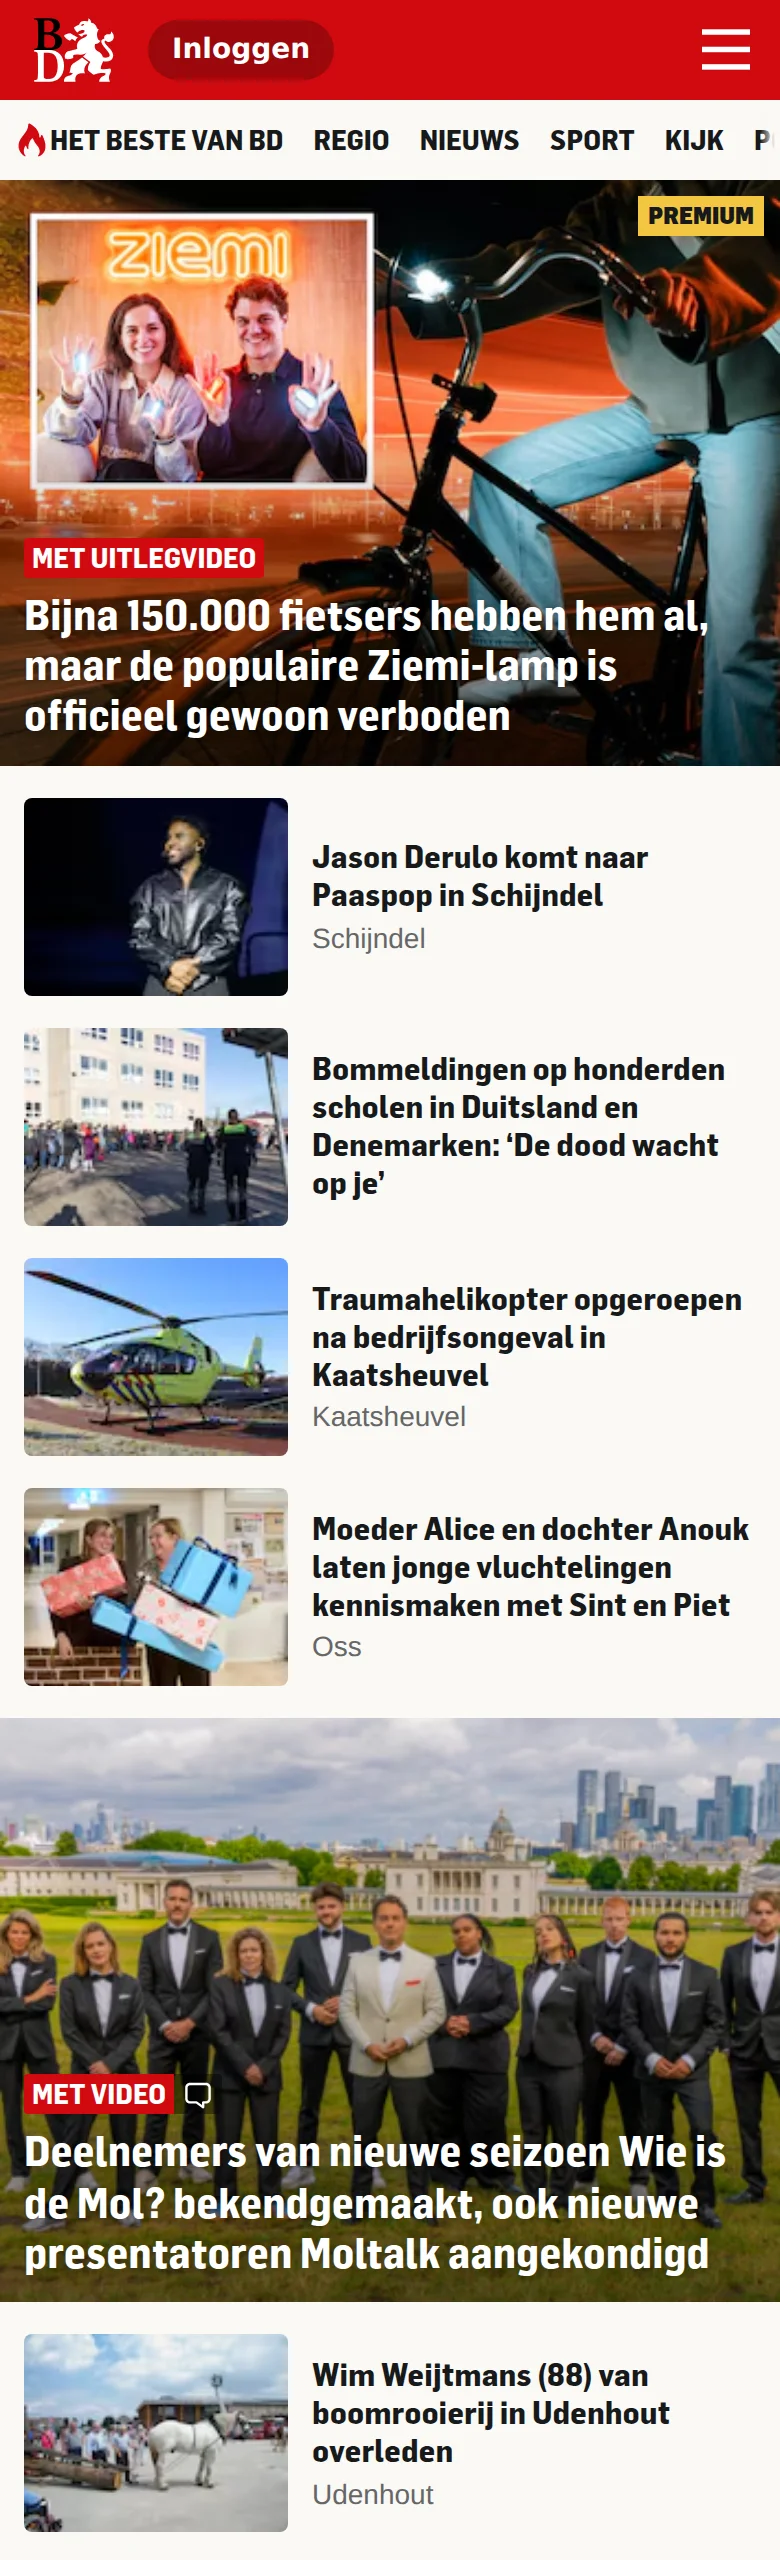 B
D
Inloggen
HET BESTE VAN BD REGIO NIEUWS SPORT KIJK
PREMIUM
ziemi
MET UITLEGVIDEO
Bijna 150.000 fietsers hebben hem al,
maar de populaire Ziemi-lamp is
officieel gewoon verboden
Jason Derulo komt naar
Paaspop in Schijndel
Schijndel
Bommeldingen op honderden
scholen in Duitsland en
Denemarken: ‘De dood wacht
op je’
Traumahelikopter opgeroepen
na bedrijfsongeval in
Kaatsheuvel
Kaatsheuvel
Moeder Alice en dochter Anouk
laten jonge vluchtelingen
kennismaken met Sint en Piet
Oss
MET VIDEO
Deelnemers van nieuwe seizoen Wie is
de Mol? bekendgemaakt, ook nieuwe
presentatoren Moltalk aangekondigd
Wim Weijtmans (88) van
boomrooierij in Udenhout
overleden
Udenhout